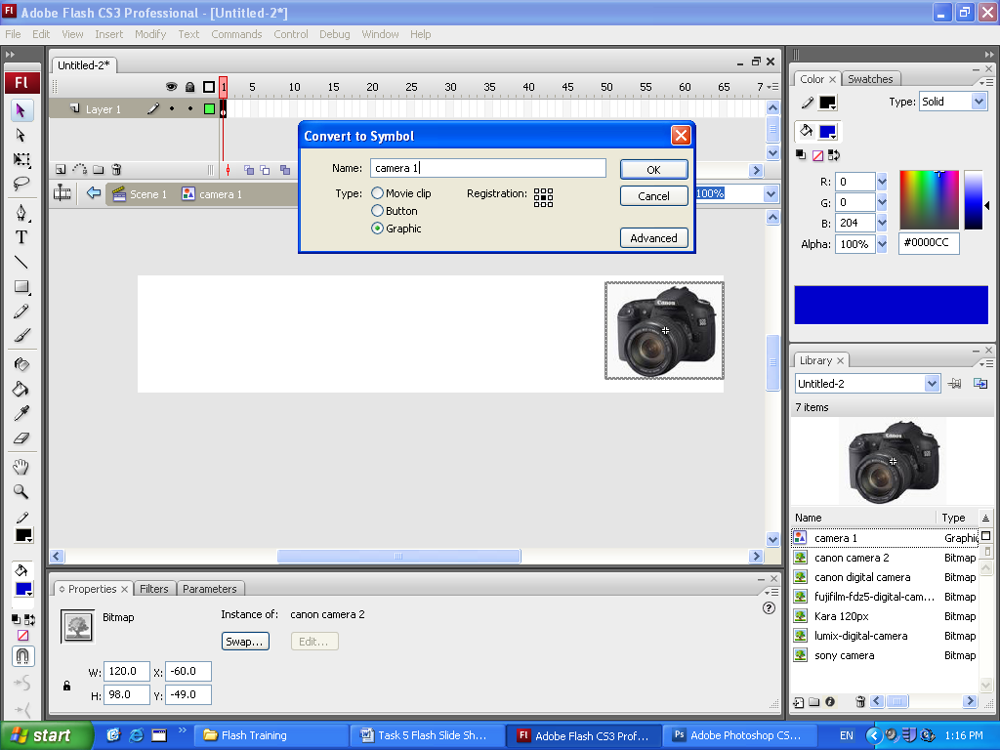 Adobe Flash CS3 Professional - [Untitled-2*]
File Edit View Insert Modify Text Commands Control Debug Window Help
Untitled-2*
1 5 10 15 20 25 30 35 40 45 50 55 60 65 7
Layer 1
Scene 1 camera 1 100%
Convert to Symbol
Name: camera 1 OK
Type: Movie clip Registration: Cancel
Button
Graphic
Advanced
Canon
Properties Filters Parameters
Bitmap
Instance of: canon camera 2
Swap... Edit...
W: 120.0 X: -60.0
H: 98.0 Y: -49.0
Fl
T
Color Swatches
Type: Solid
R: 0
G: 0
B: 204
Alpha: 100% #0000CC
Library
Untitled-2
7 items
Canon
Name Type
camera 1 Graphic
canon camera 2 Bitmap
canon digital camera Bitmap
fujifilm-fdz5-digital-cam... Bitmap
Kara 120px Bitmap
lumix-digital-camera Bitmap
sony camera Bitmap
start Flash Training Task 5 Flash Slide Sh... Adobe Flash CS3 Prof... Adobe Photoshop CS... EN 1:16 PM